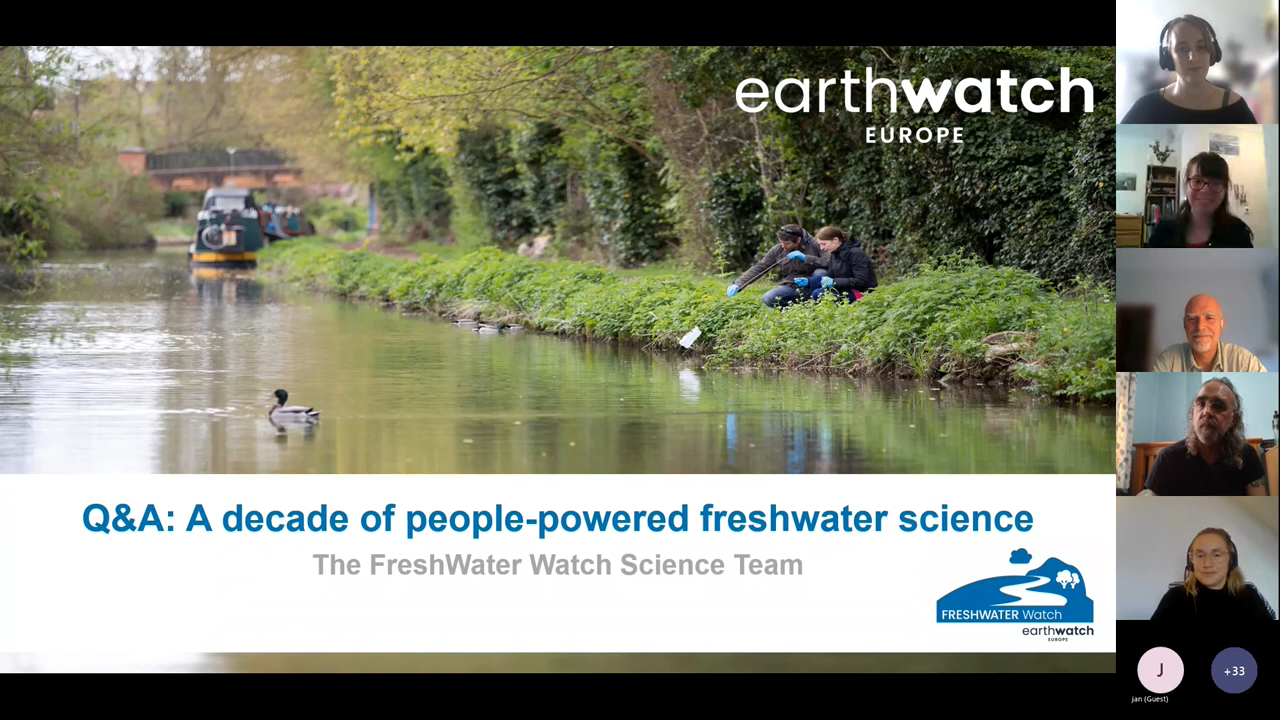 earthwatch
EUROPE
Q&A: A decade of people-powered freshwater science
The FreshWater Watch Science Team
FRESHWATER Watch
earthwatch
EUROPE
J
+33
jan (Guest)